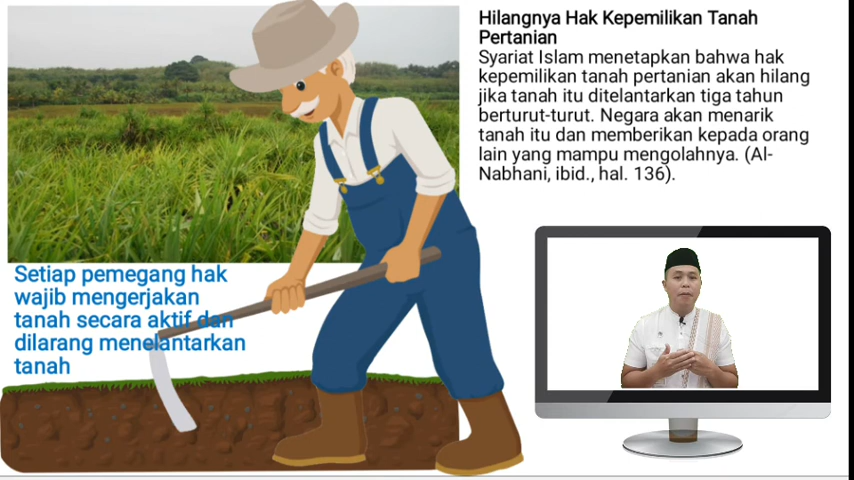 Hilangnya Hak Kepemilikan Tanah
Pertanian
Syariat Islam menetapkan bahwa hak
kepemilikan tanah pertanian akan hilang
jika tanah itu ditelantarkan tiga tahun
berturut-turut. Negara akan menarik
tanah itu dan memberikan kepada orang
lain yang mampu mengolahnya. (Al-
Nabhani, ibid., hal. 136).
Setiap pemegang hak
wajib mengerjakan
tanah secara aktif dan
dilarang menelantarkan
tanah